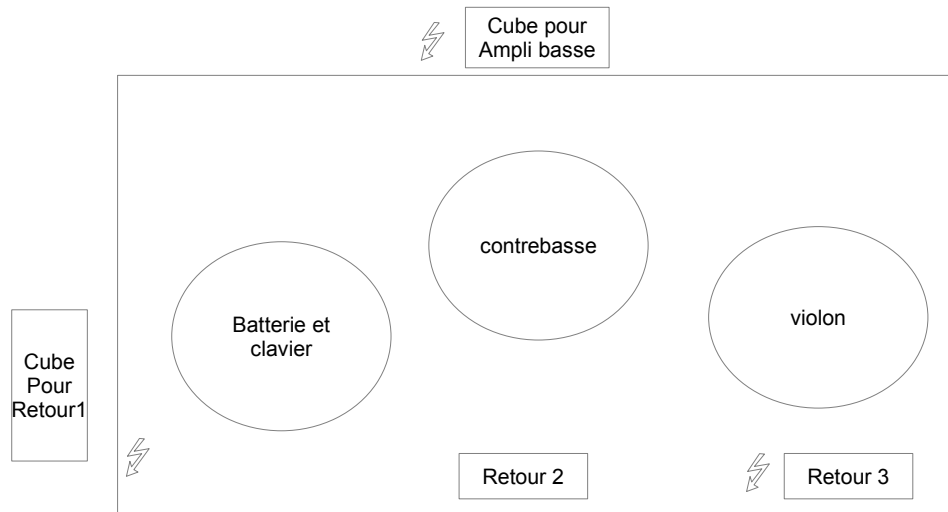 Cube pour
Ampli basse
contrebasse
Batterie et
clavier
violon
Cube
Pour
Retour1
Retour 2
Retour 3